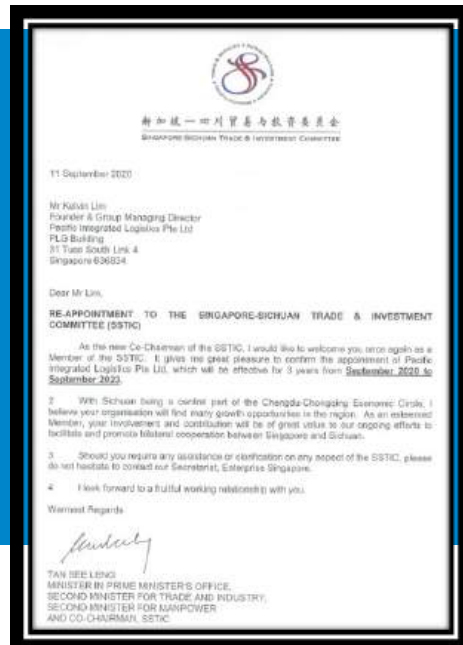 新加坡一四川贸易与投资委员会
SINGAPORE-SICHUAN TRADE & INVESTMENT COMMITTEE
11 September 2020
Mr Kelvin Lim
Founder & Group Managing Director
Pacific Integrated Logistics Pte Ltd
PLG Building
31 Tuas South Link 4
Singapore 636834
Dear Mr Lim,
RE-APPOINTMENT TO THE SINGAPORE-SICHUAN TRADE & INVESTMENT
COMMITTEE (SSTIC)
As the new Co-Chairman of the SSTIC, I would like to welcome you once again as a
Member of the SSTIC. It gives me great pleasure to confirm the appointment of Pacific
Integrated Logistics Pte Ltd, which will be effective for 3 years from September 2020 to
September 2023.
2 With Sichuan being a central part of the Chengdu-Chongqing Economic Circle, I
believe your organisation will find many growth opportunities in the region. As an esteemed
Member, your involvement and contribution will be of great value to our ongoing efforts to
facilitate and promote bilateral cooperation between Singapore and Sichuan.
3 Should you require any assistance or clarification on any aspect of the SSTIC, please
do not hesitate to contact our Secretariat, Enterprise Singapore.
4 I look forward to a fruitful working relationship with you.
Warmest Regards
TAN SEE LENG
MINISTER IN PRIME MINISTER'S OFFICE,
SECOND MINISTER FOR TRADE AND INDUSTRY,
SECOND MINISTER FOR MANPOWER
AND CO-CHAIRMAN, SSTIC